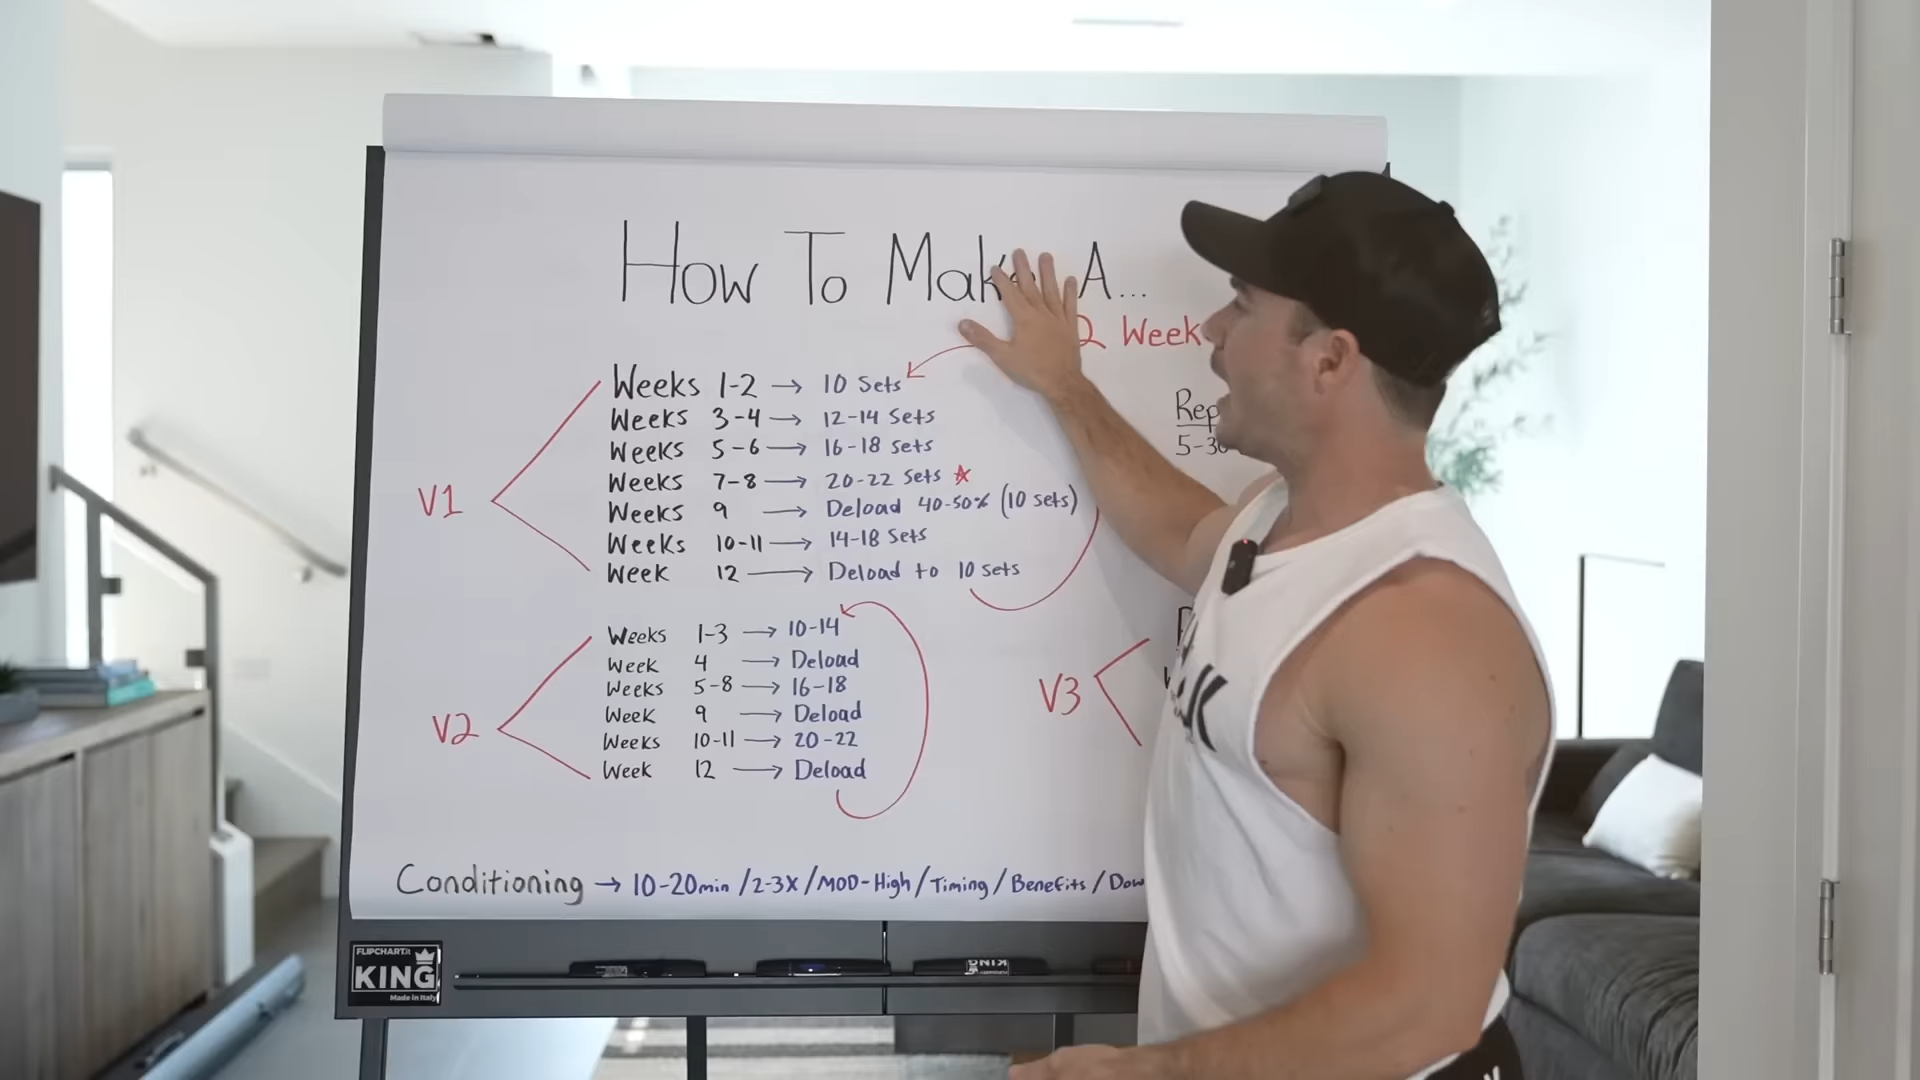 How To Make A...
2 Week
Weeks 1-2 → 10 Sets
Weeks 3-4 → 12-14 Sets
Weeks 5-6 → 16-18 Sets
Weeks 7-8 → 20-22 Sets ☆
Weeks 9 → Deload 40-50% (10 sets)
Weeks 10-11 → 14-18 Sets
Week 12 → Deload to 10 Sets
V1
Weeks 1-3 → 10-14
Week 4 → Deload
Weeks 5-8 → 16-18
Week 9 → Deload
Weeks 10-11 → 20-22
Week 12 → Deload
V2
Rep
5-30
V3
Conditioning → 10-20min / 2-3X / MOD-High / Timing / Benefits / Dow
FLIPCHART.it
KING
Made in Italy
KING